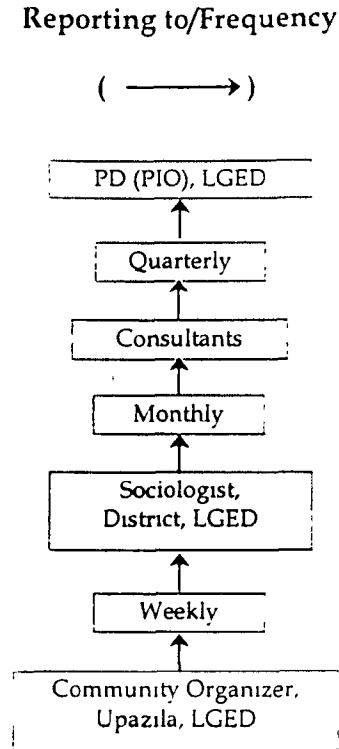 Reporting to/Frequency
( → )
PD (PIO), LGED
Quarterly
Consultants
Monthly
Sociologist,
District, LGED
Weekly
Community Organizer,
Upazila, LGED